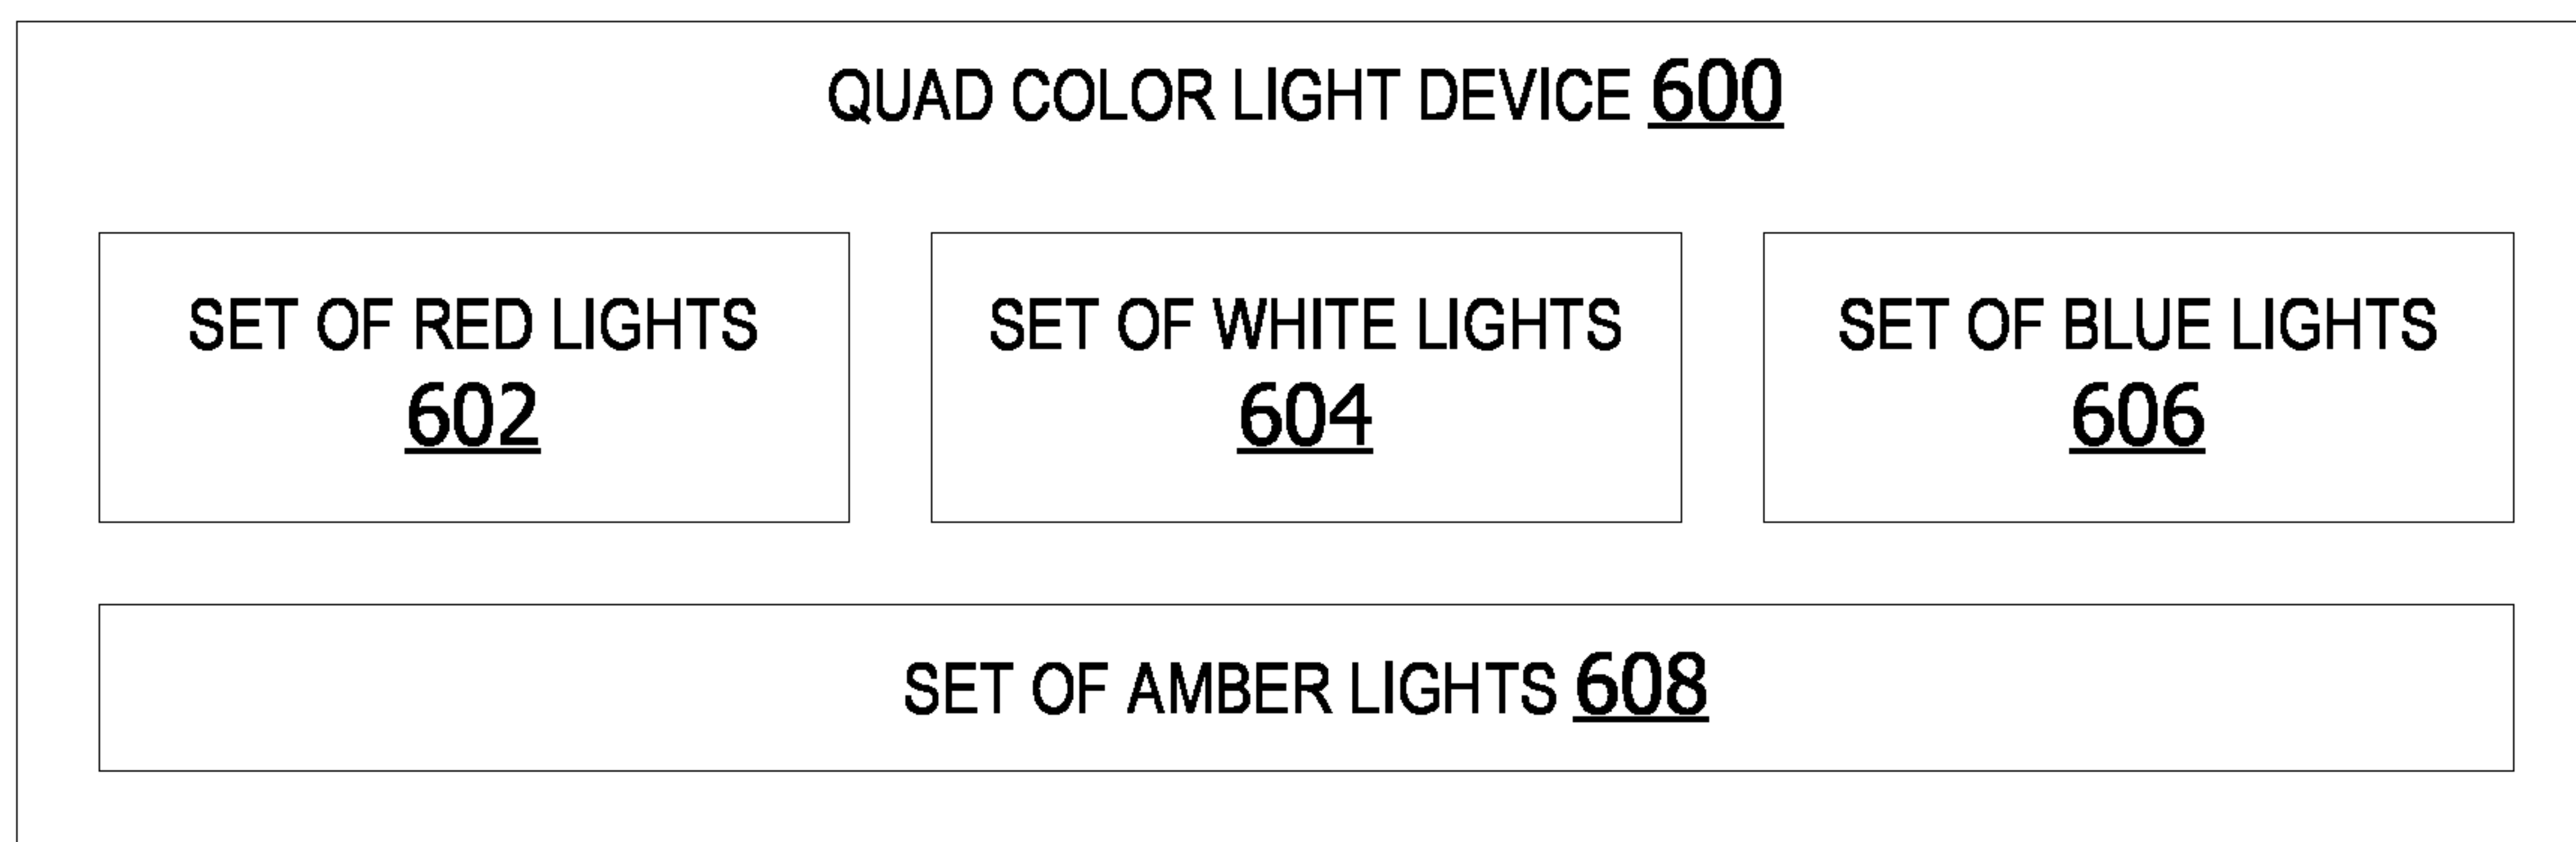 QUAD COLOR LIGHT DEVICE 600
SET OF RED LIGHTS
602
SET OF WHITE LIGHTS
604
SET OF BLUE LIGHTS
606
SET OF AMBER LIGHTS 608